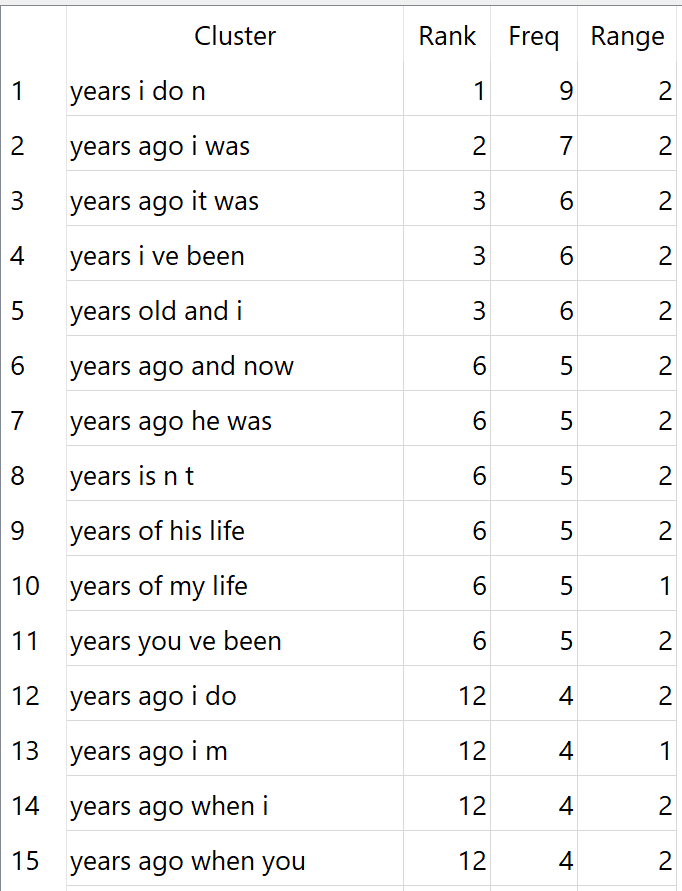 Cluster Rank Freq Range
1 years i do n 1 9 2
2 years ago i was 2 7 2
3 years ago it was 3 6 2
4 years i ve been 3 6 2
5 years old and i 3 6 2
6 years ago and now 6 5 2
7 years ago he was 6 5 2
8 years is n t 6 5 2
9 years of his life 6 5 2
10 years of my life 6 5 1
11 years you ve been 6 5 2
12 years ago i do 12 4 2
13 years ago i m 12 4 1
14 years ago when i 12 4 2
15 years ago when you 12 4 2